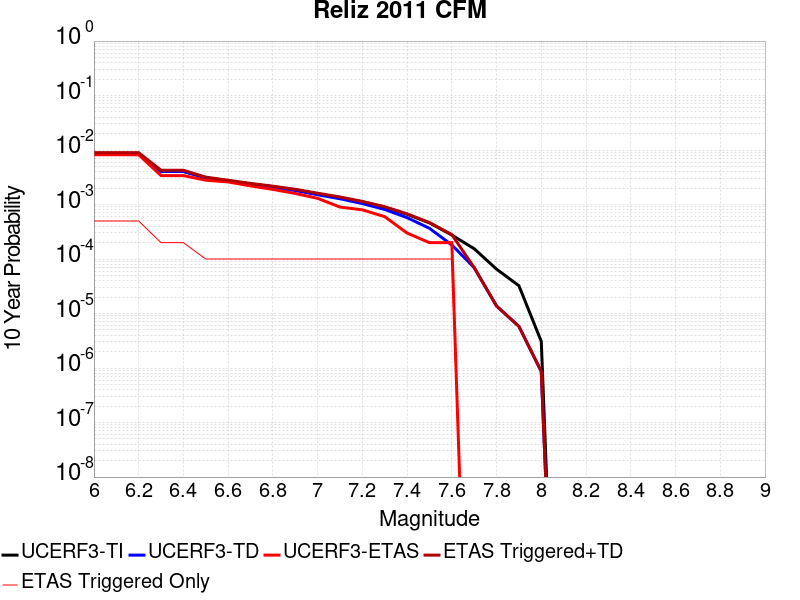 Reliz 2011 CFM
10 Year Probability
10^0
10^-1
10^-2
10^-3
10^-4
10^-5
10^-6
10^-7
10^-8
6 6.2 6.4 6.6 6.8 7 7.2 7.4 7.6 7.8 8 8.2 8.4 8.6 8.8 9
Magnitude
UCERF3-TI UCERF3-TD UCERF3-ETAS ETAS Triggered+TD
ETAS Triggered Only